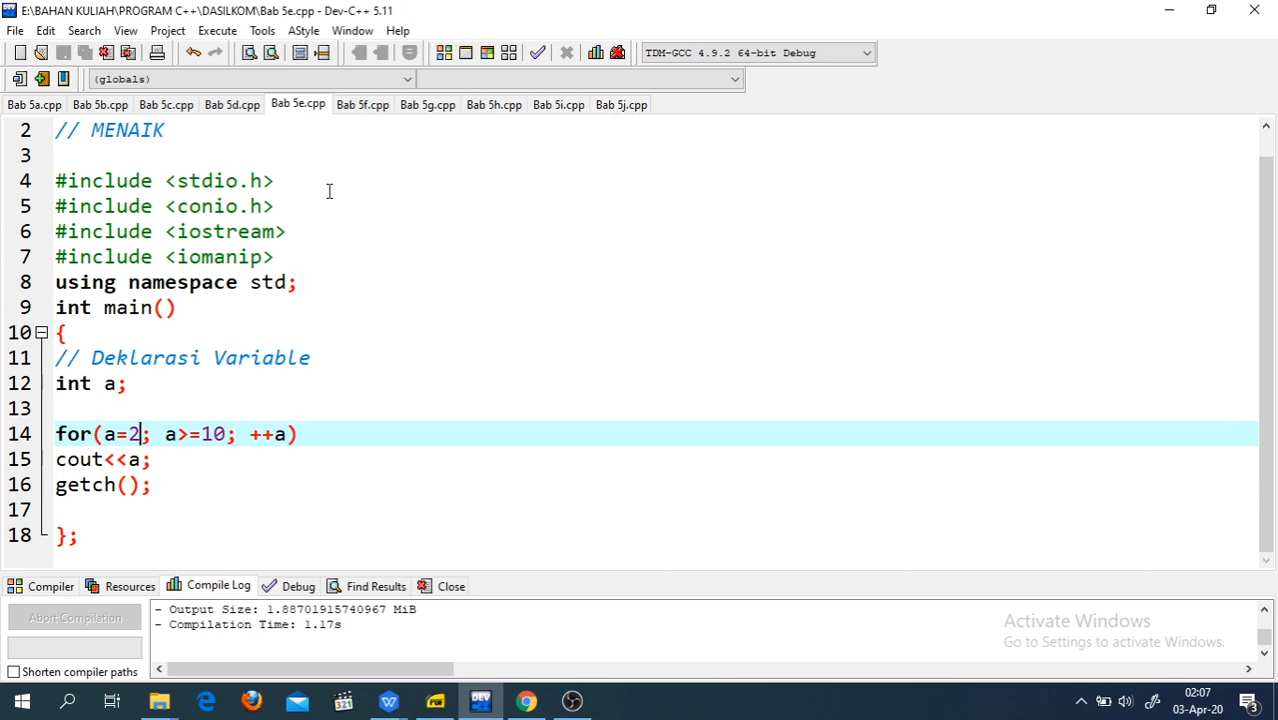 E:\BAHAN KULIAH\PROGRAM C++\DASILKOM\Bab 5e.cpp - Dev-C++ 5.11
File Edit Search View Project Execute Tools AStyle Window Help
TDM-GCC 4.9.2 64-bit Debug
(globals)
Bab 5a.cpp Bab 5b.cpp Bab 5c.cpp Bab 5d.cpp Bab 5e.cpp Bab 5f.cpp Bab 5g.cpp Bab 5h.cpp Bab 5i.cpp Bab 5j.cpp
2 // MENAIK
3
4 #include <stdio.h>
5 #include <conio.h>
6 #include <iostream>
7 #include <iomanip>
8 using namespace std;
9 int main()
10 {
11 // Deklarasi Variable
12 int a;
13
14 for(a=2; a>=10; ++a)
15 cout<<a;
16 getch();
17
18 };
Compiler Resources Compile Log Debug Find Results Close
Abort Compilation
- Output Size: 1.88701915740967 MiB
- Compilation Time: 1.17s
Shorten compiler paths
Activate Windows
Go to Settings to activate Windows.
321
DEV
02:07
03-Apr-20
3